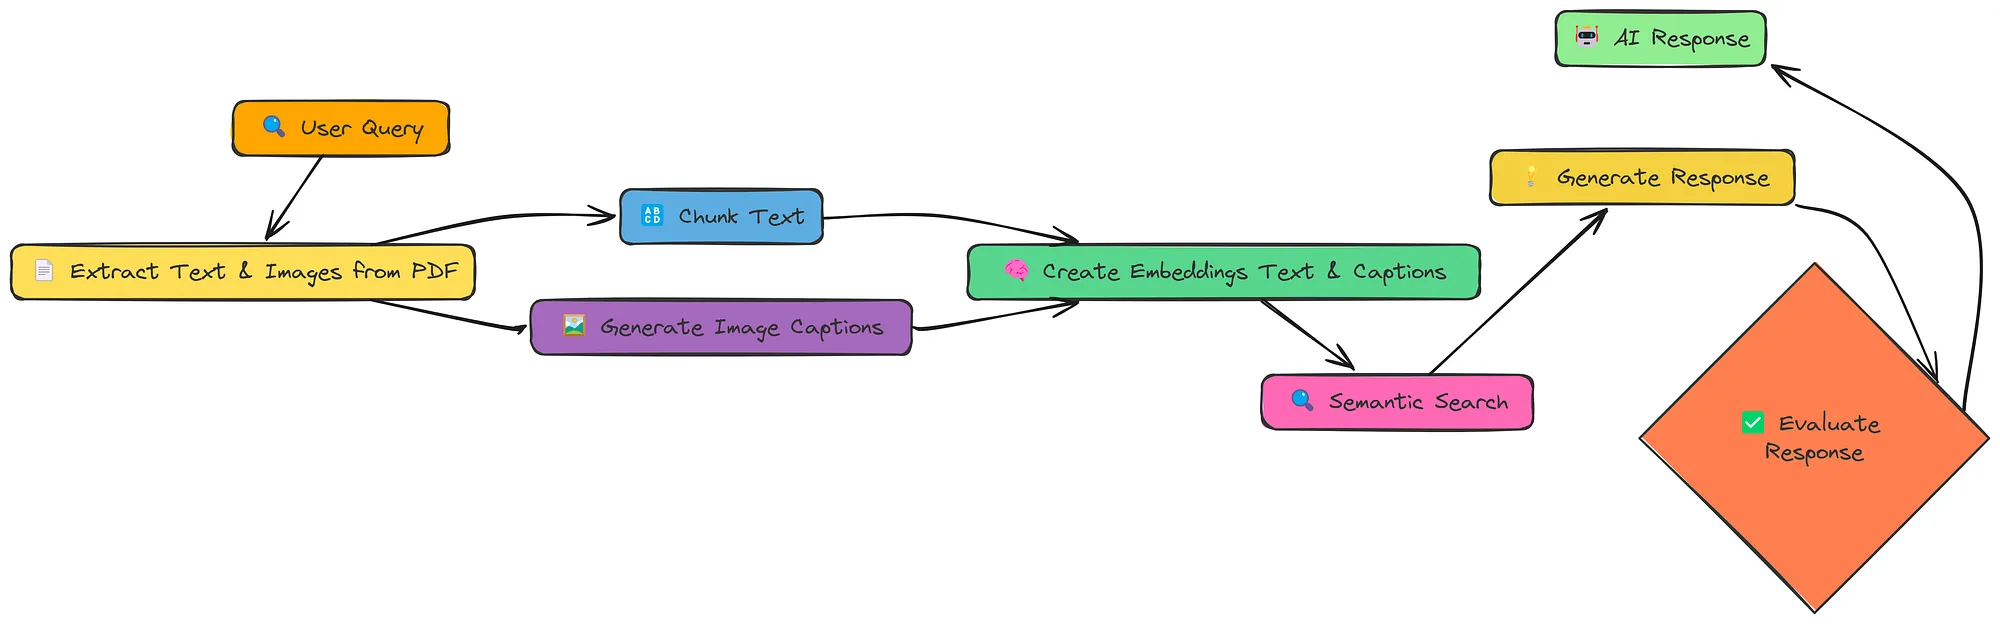 User Query
Extract Text & Images from PDF
Chunk Text
Generate Image Captions
Create Embeddings Text & Captions
Semantic Search
Generate Response
Evaluate
Response
AI Response